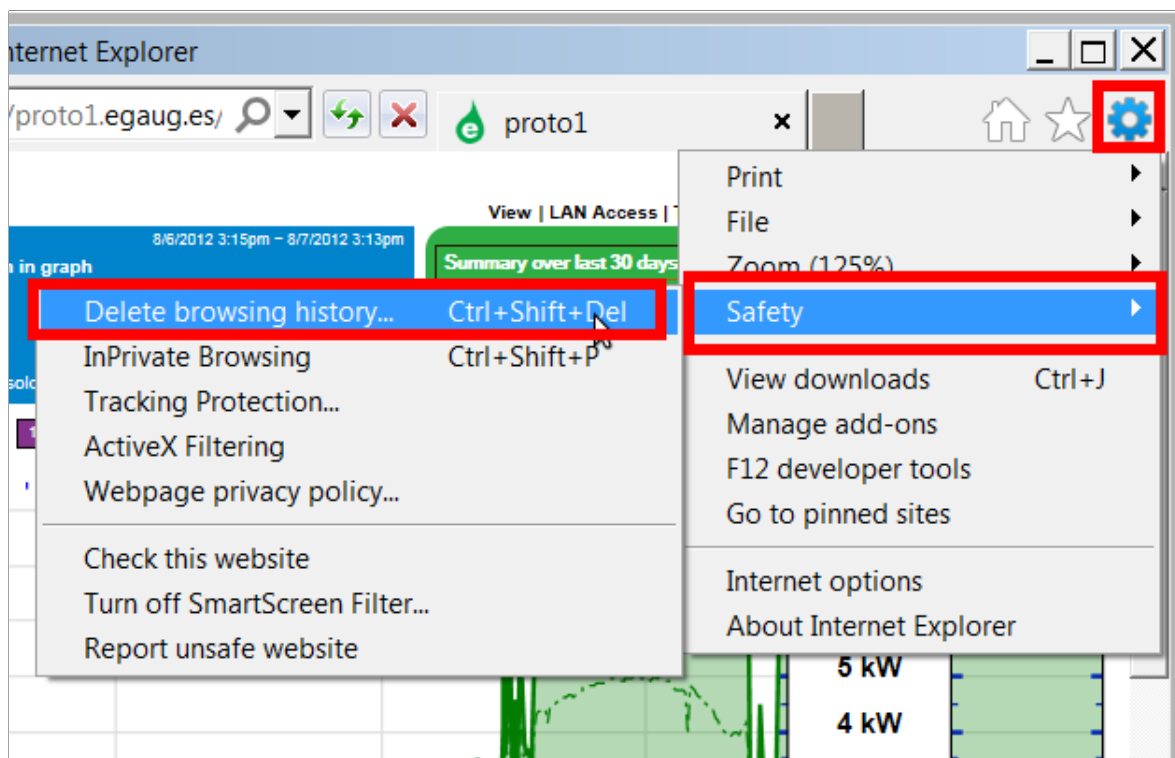 nternet Explorer
/proto1.egaug.es/
e proto1
View | LAN Access |
8/6/2012 3:15pm - 8/7/2012 3:13pm
in graph
Summary over last 30 days
Print
File
Zoom (125%)
Safety
View downloads Ctrl+J
Manage add-ons
F12 developer tools
Go to pinned sites
Internet options
About Internet Explorer
Delete browsing history... Ctrl+Shift+Del
InPrivate Browsing Ctrl+Shift+P
Tracking Protection...
ActiveX Filtering
Webpage privacy policy...
Check this website
Turn off SmartScreen Filter...
Report unsafe website
5 kW
4 kW